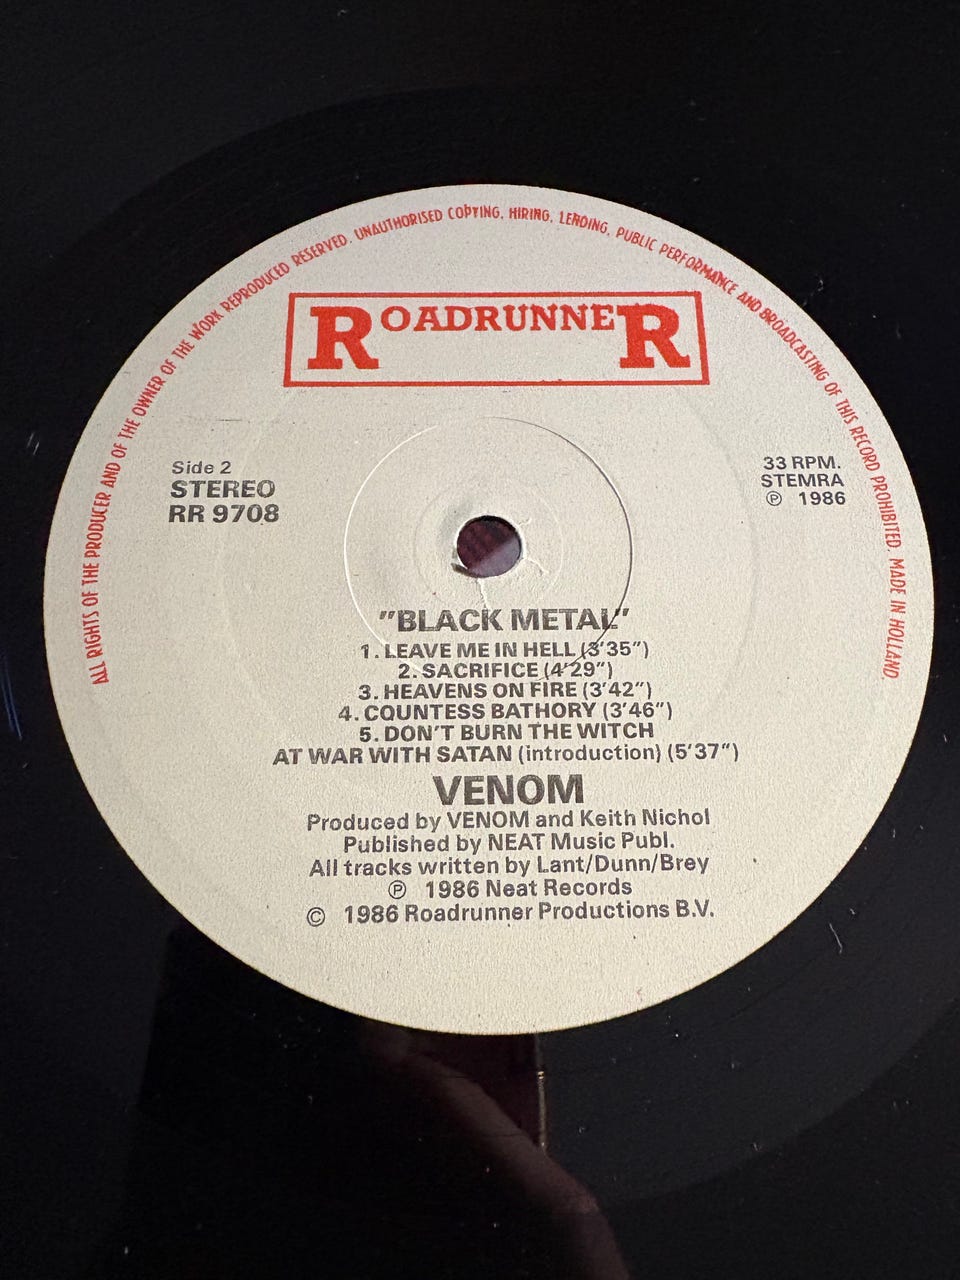 ALL RIGHTS OF THE PRODUCER AND OF THE OWNER OF THE WORK REPRODUCED RESERVED. UNAUTHORISED COPYING, HIRING, LENDING, PUBLIC PERFORMANCE AND BROADCASTING OF THIS RECORD PROHIBITED. MADE IN HOLLAND.
ROADRUNNER
Side 2
STEREO
RR 9708
33 RPM.
STEMRA
℗ 1986
"BLACK METAL"
1. LEAVE ME IN HELL (3'35")
2. SACRIFICE (4'29")
3. HEAVENS ON FIRE (3'42")
4. COUNTESS BATHORY (3'46")
5. DON'T BURN THE WITCH
AT WAR WITH SATAN (introduction) (5'37")
VENOM
Produced by VENOM and Keith Nichol
Published by NEAT Music Publ.
All tracks written by Lant/Dunn/Brey
℗ 1986 Neat Records
© 1986 Roadrunner Productions B.V.